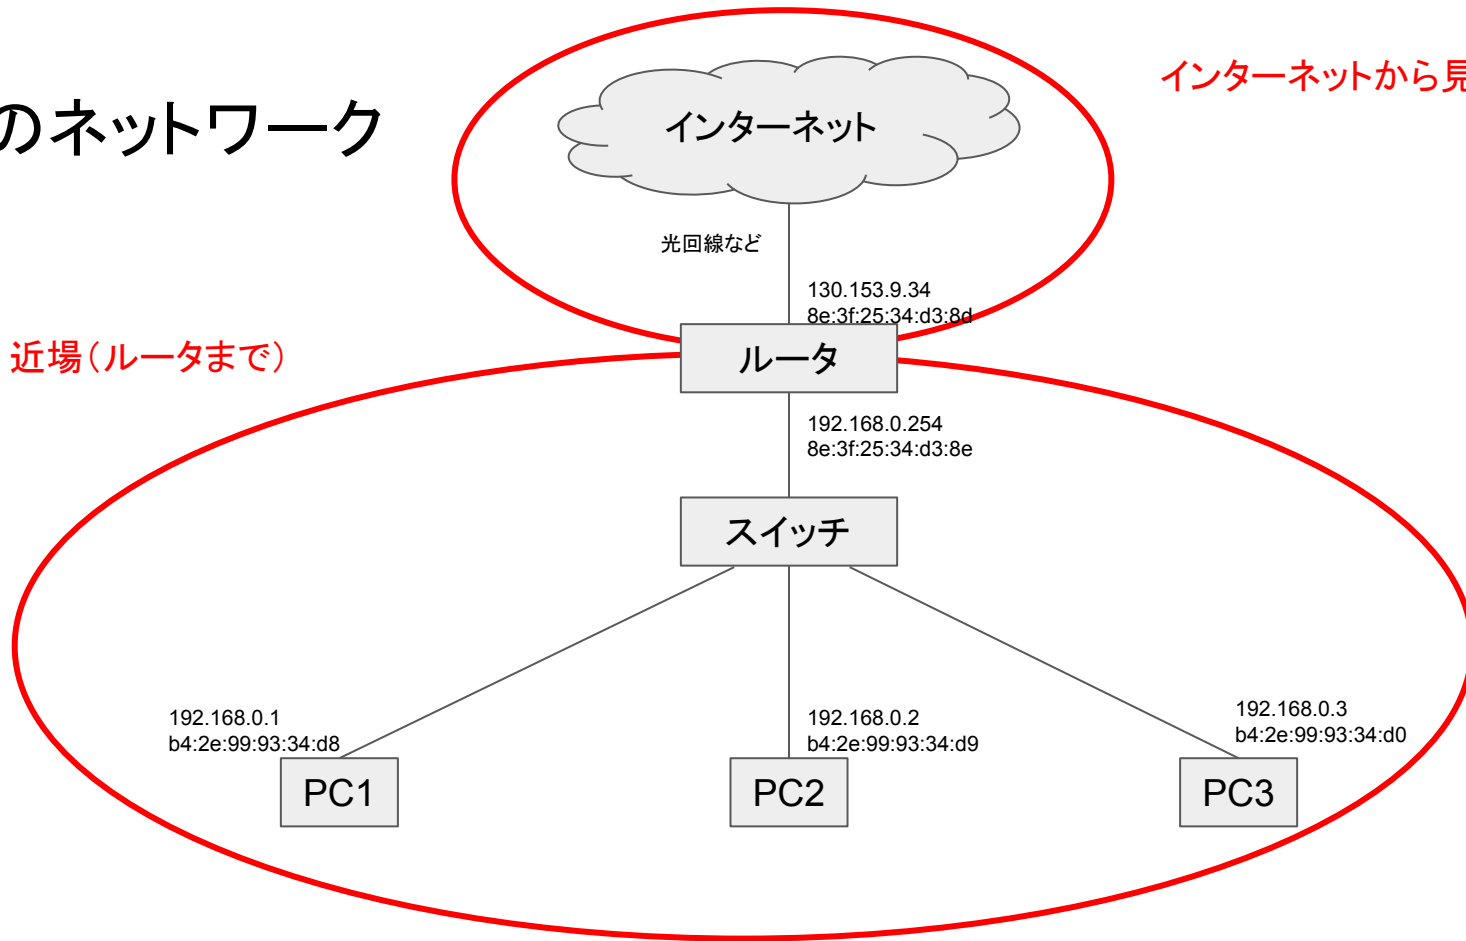 のネットワーク
インターネットから見
インターネット
光回線など
130.153.9.34
8e:3f:25:34:d3:8d
近場(ルータまで)
ルータ
192.168.0.254
8e:3f:25:34:d3:8e
スイッチ
192.168.0.1
b4:2e:99:93:34:d8
192.168.0.2
b4:2e:99:93:34:d9
192.168.0.3
b4:2e:99:93:34:d0
PC1
PC2
PC3